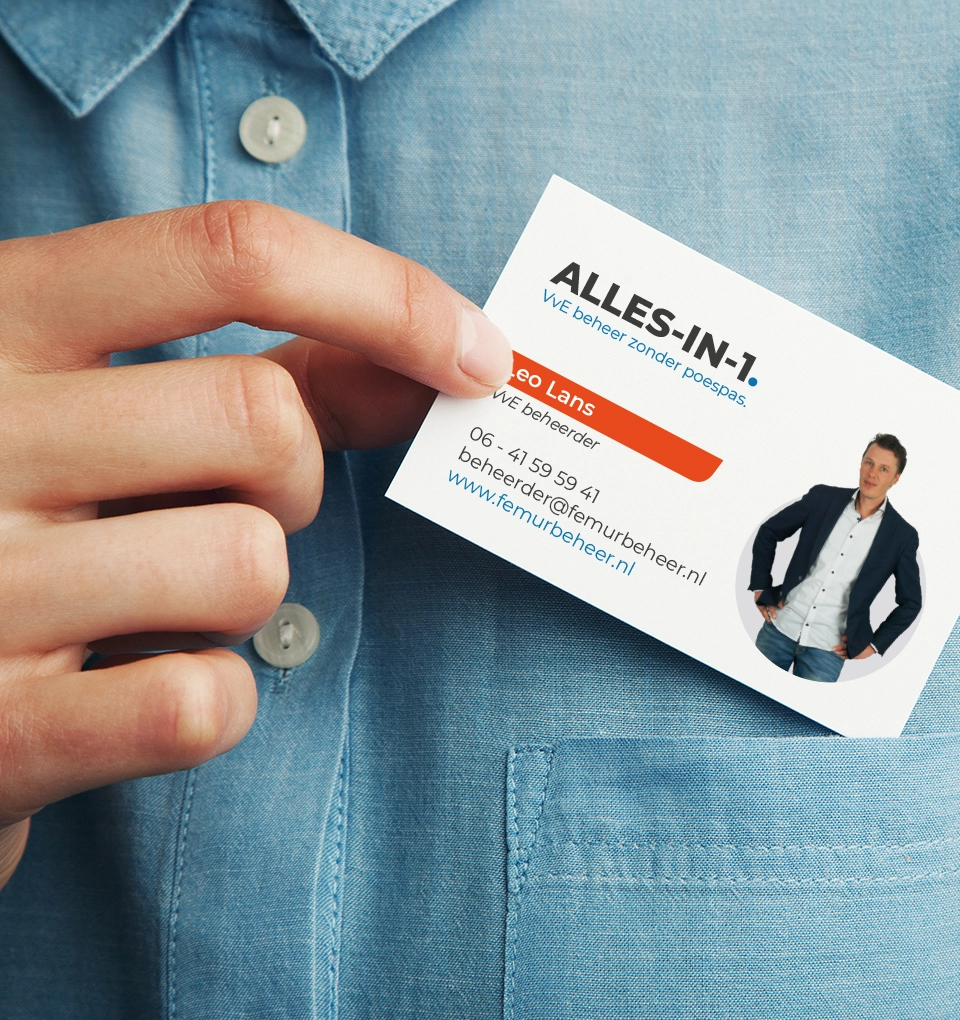 ALLES-IN-1.
VvE beheer zonder poespas.
Leo Lans
VvE beheerder
06 - 41 59 59 41
beheerder@femurbeheer.nl
www.femurbeheer.nl